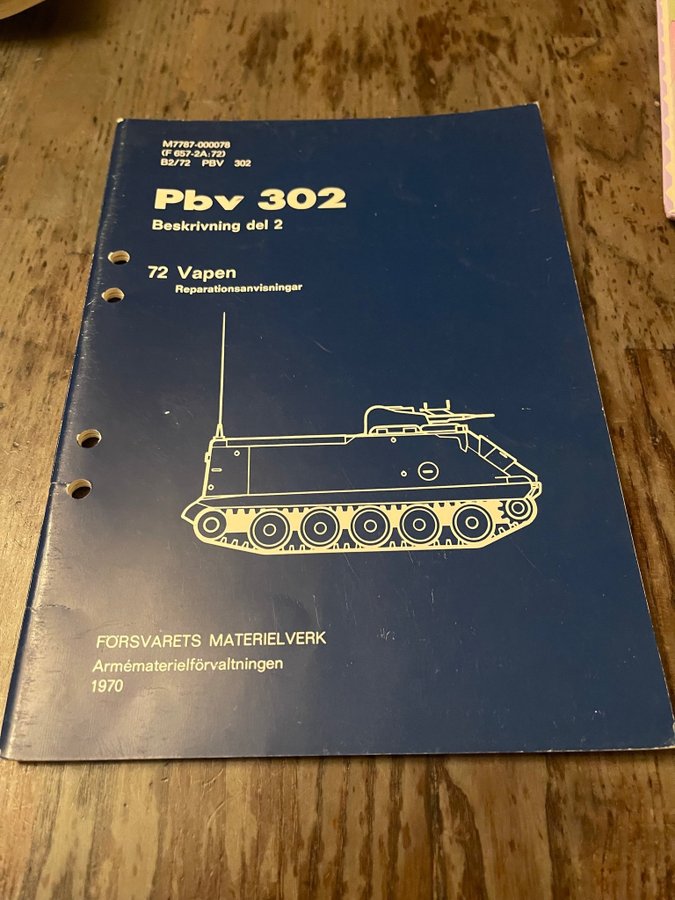 M7787-000078
(F 657-2A:72)
B2/72 PBV 302
Pbv 302
Beskrivning del 2
72 Vapen
Reparationsanvisningar
FÖRSVARETS MATERIELVERK
Armématerielförvaltningen
1970